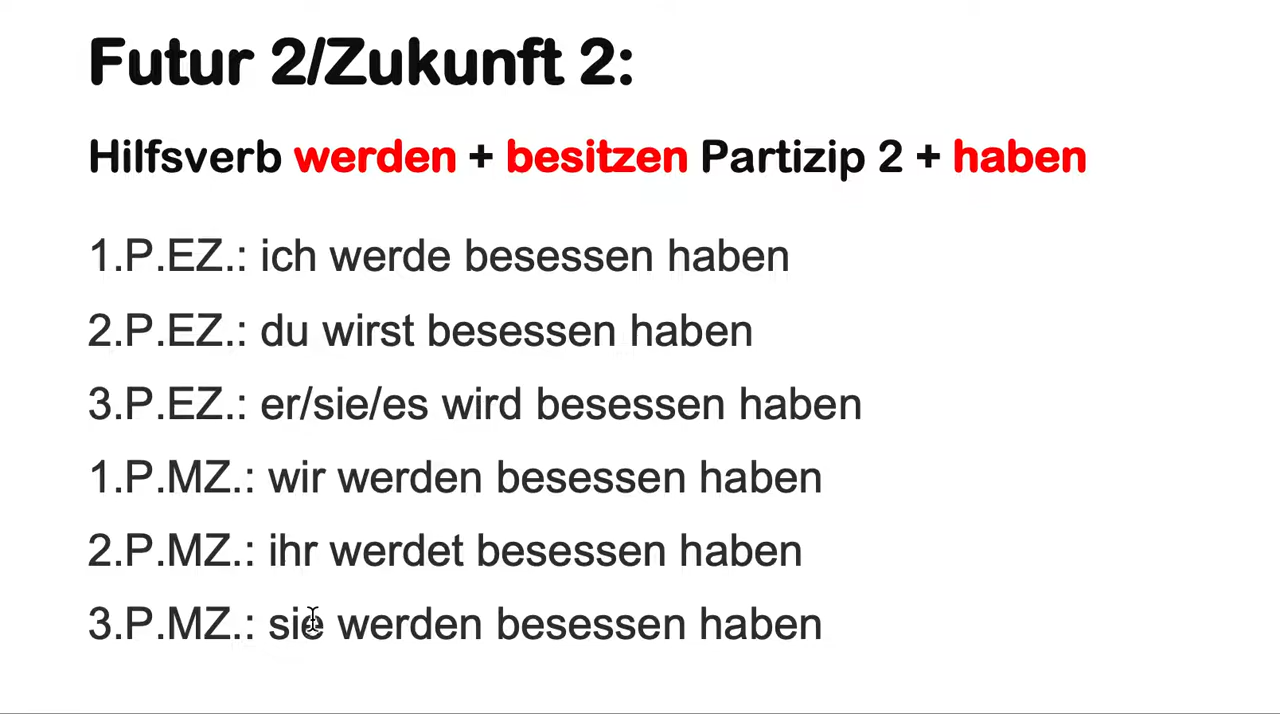 Futur 2/Zukunft 2:
Hilfsverb werden + besitzen Partizip 2 + haben
1.P.EZ.: ich werde besessen haben
2.P.EZ.: du wirst besessen haben
3.P.EZ.: er/sie/es wird besessen haben
1.P.MZ.: wir werden besessen haben
2.P.MZ.: ihr werdet besessen haben
3.P.MZ.: sie werden besessen haben